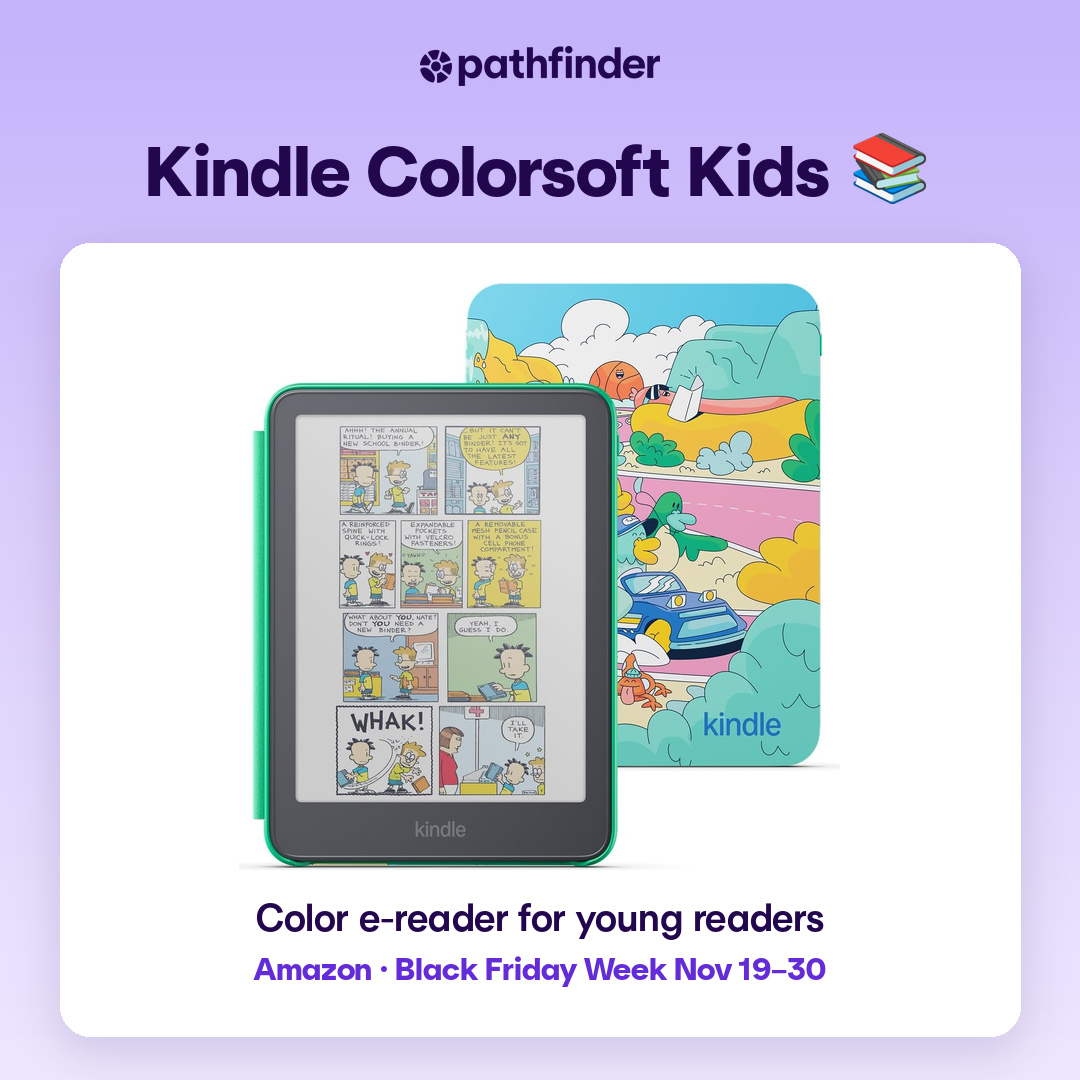 pathfinder
Kindle Colorsoft Kids
AHHH! THE ANNUAL
RITUAL! BUYING A
NEW SCHOOL BINDER!
BUT IT CAN'T
BE JUST ANY
BINDER! IT'S GOT
TO HAVE ALL
THE LATEST
FEATURES!
A REINFORCED
SPINE WITH
QUICK-LOCK
RINGS!
EXPANDABLE
POCKETS
WITH VELCRO
FASTENERS!
A REMOVABLE
MESH PENCIL CASE
WITH A BONUS
CELL PHONE
COMPARTMENT!
WHAT ABOUT YOU, NATE?
DON'T YOU NEED A
NEW BINDER?
YEAH, I
GUESS I DO.
WHAK!
I'LL
TAKE
IT.
kindle
kindle
Color e-reader for young readers
Amazon · Black Friday Week Nov 19–30